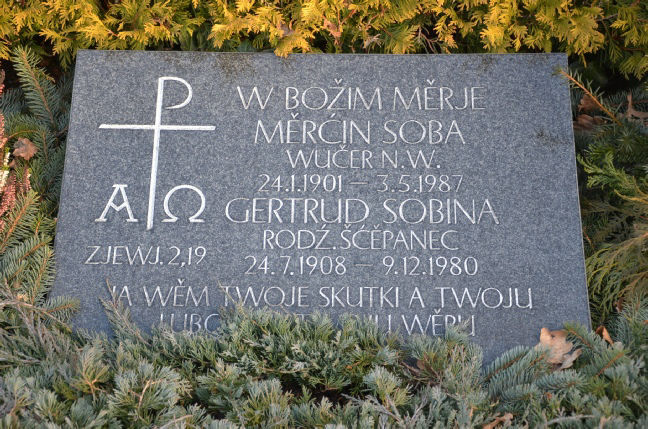 W BOŽIM MĚRJE
MĚRĆIN SOBA
WUČER N.W.
24.1.1901 — 3.5.1987
GERTRUD SOBINA
RODŹ. ŠĆĚPANEC
24.7.1908 — 9.12.1980
Α Ω
ZJEWJ. 2,19
JA WĚM TWOJE SKUTKI A TWOJU
WĚRU